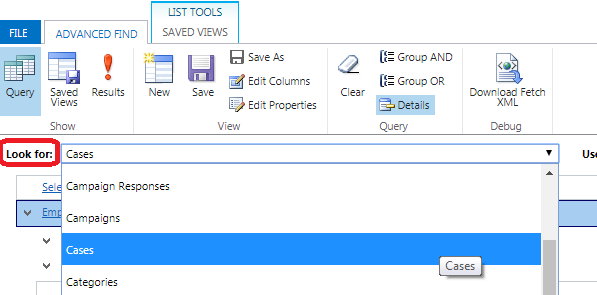 LIST TOOLS
FILE ADVANCED FIND SAVED VIEWS
Query
Saved Views
Results
New
Save
Save As
Edit Columns
Edit Properties
Clear
Group AND
Group OR
Details
Download Fetch XML
Show View Query Debug
Look for: Cases
Campaign Responses
Campaigns
Cases
Cases
Categories